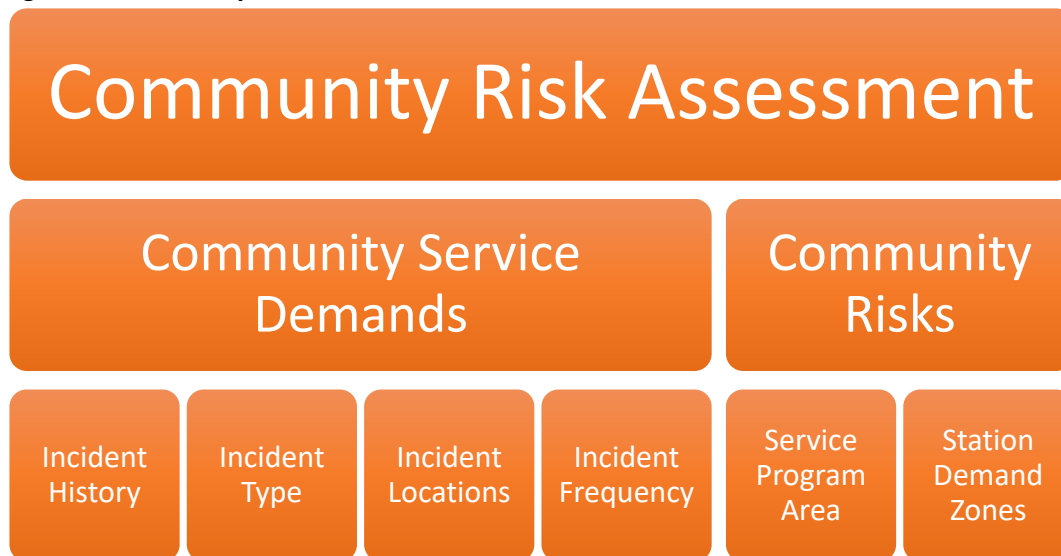 Community Risk Assessment
Community Service
Demands
Community
Risks
Incident
History
Incident
Type
Incident
Locations
Incident
Frequency
Service
Program
Area
Station
Demand
Zones